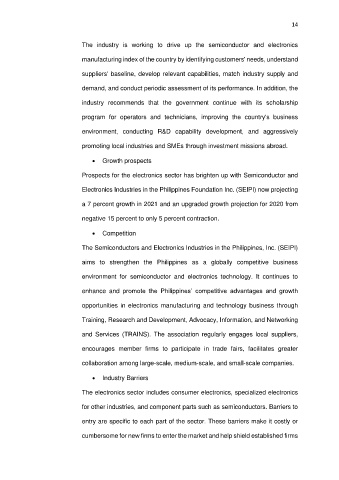 14
The industry is working to drive up the semiconductor and electronics
manufacturing index of the country by identifying customers' needs, understand
suppliers' baseline, develop relevant capabilities, match industry supply and
demand, and conduct periodic assessment of its performance. In addition, the
industry recommends that the government continue with its scholarship
program for operators and technicians, improving the country's business
environment, conducting R&D capability development, and aggressively
promoting local industries and SMEs through investment missions abroad.
• Growth prospects
Prospects for the electronics sector has brighten up with Semiconductor and
Electronics Industries in the Philippines Foundation Inc. (SEIPI) now projecting
a 7 percent growth in 2021 and an upgraded growth projection for 2020 from
negative 15 percent to only 5 percent contraction.
• Competition
The Semiconductors and Electronics Industries in the Philippines, Inc. (SEIPI)
aims to strengthen the Philippines as a globally competitive business
environment for semiconductor and electronics technology. It continues to
enhance and promote the Philippines' competitive advantages and growth
opportunities in electronics manufacturing and technology business through
Training, Research and Development, Advocacy, Information, and Networking
and Services (TRAINS). The association regularly engages local suppliers,
encourages member firms to participate in trade fairs, facilitates greater
collaboration among large-scale, medium-scale, and small-scale companies.
• Industry Barriers
The electronics sector includes consumer electronics, specialized electronics
for other industries, and component parts such as semiconductors. Barriers to
entry are specific to each part of the sector. These barriers make it costly or
cumbersome for new firms to enter the market and help shield established firms